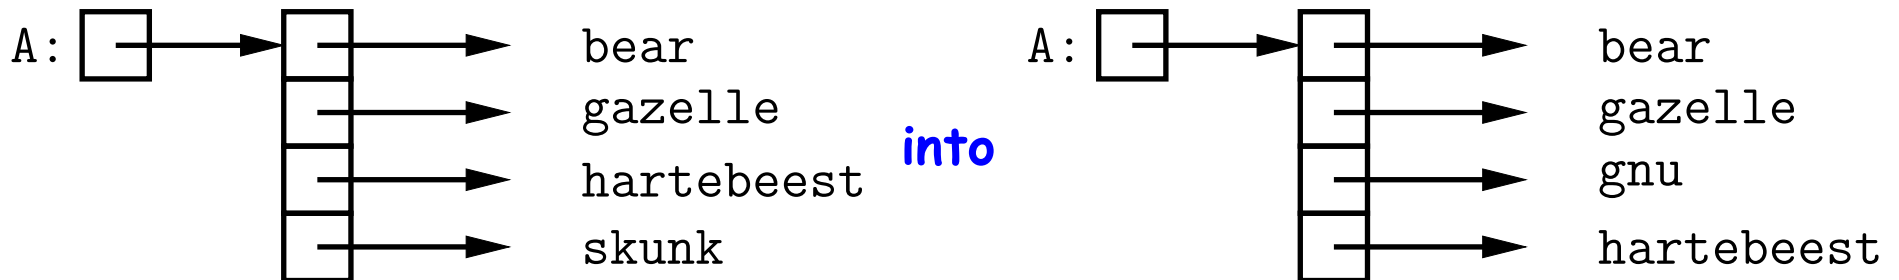 A: bear A: bear
gazelle gazelle
into
hartebeest gnu
skunk hartebeest